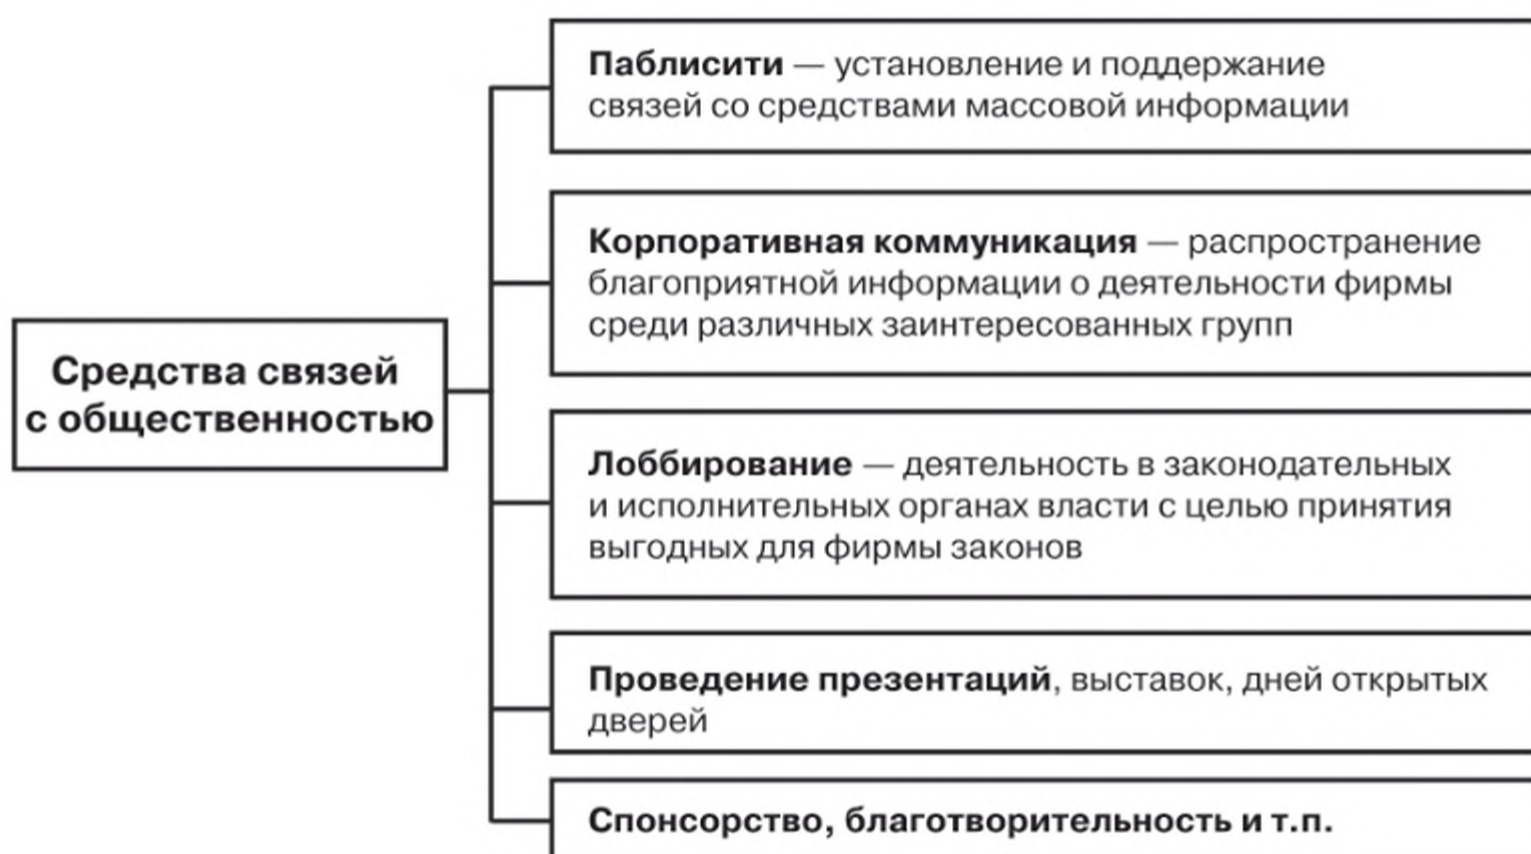 Паблисити — установление и поддержание
связей со средствами массовой информации
Корпоративная коммуникация — распространение
благоприятной информации о деятельности фирмы
среди различных заинтересованных групп
Средства связей
с общественностью
Лоббирование — деятельность в законодательных
и исполнительных органах власти с целью принятия
выгодных для фирмы законов
Проведение презентаций, выставок, дней открытых
дверей
Спонсорство, благотворительность и т.п.